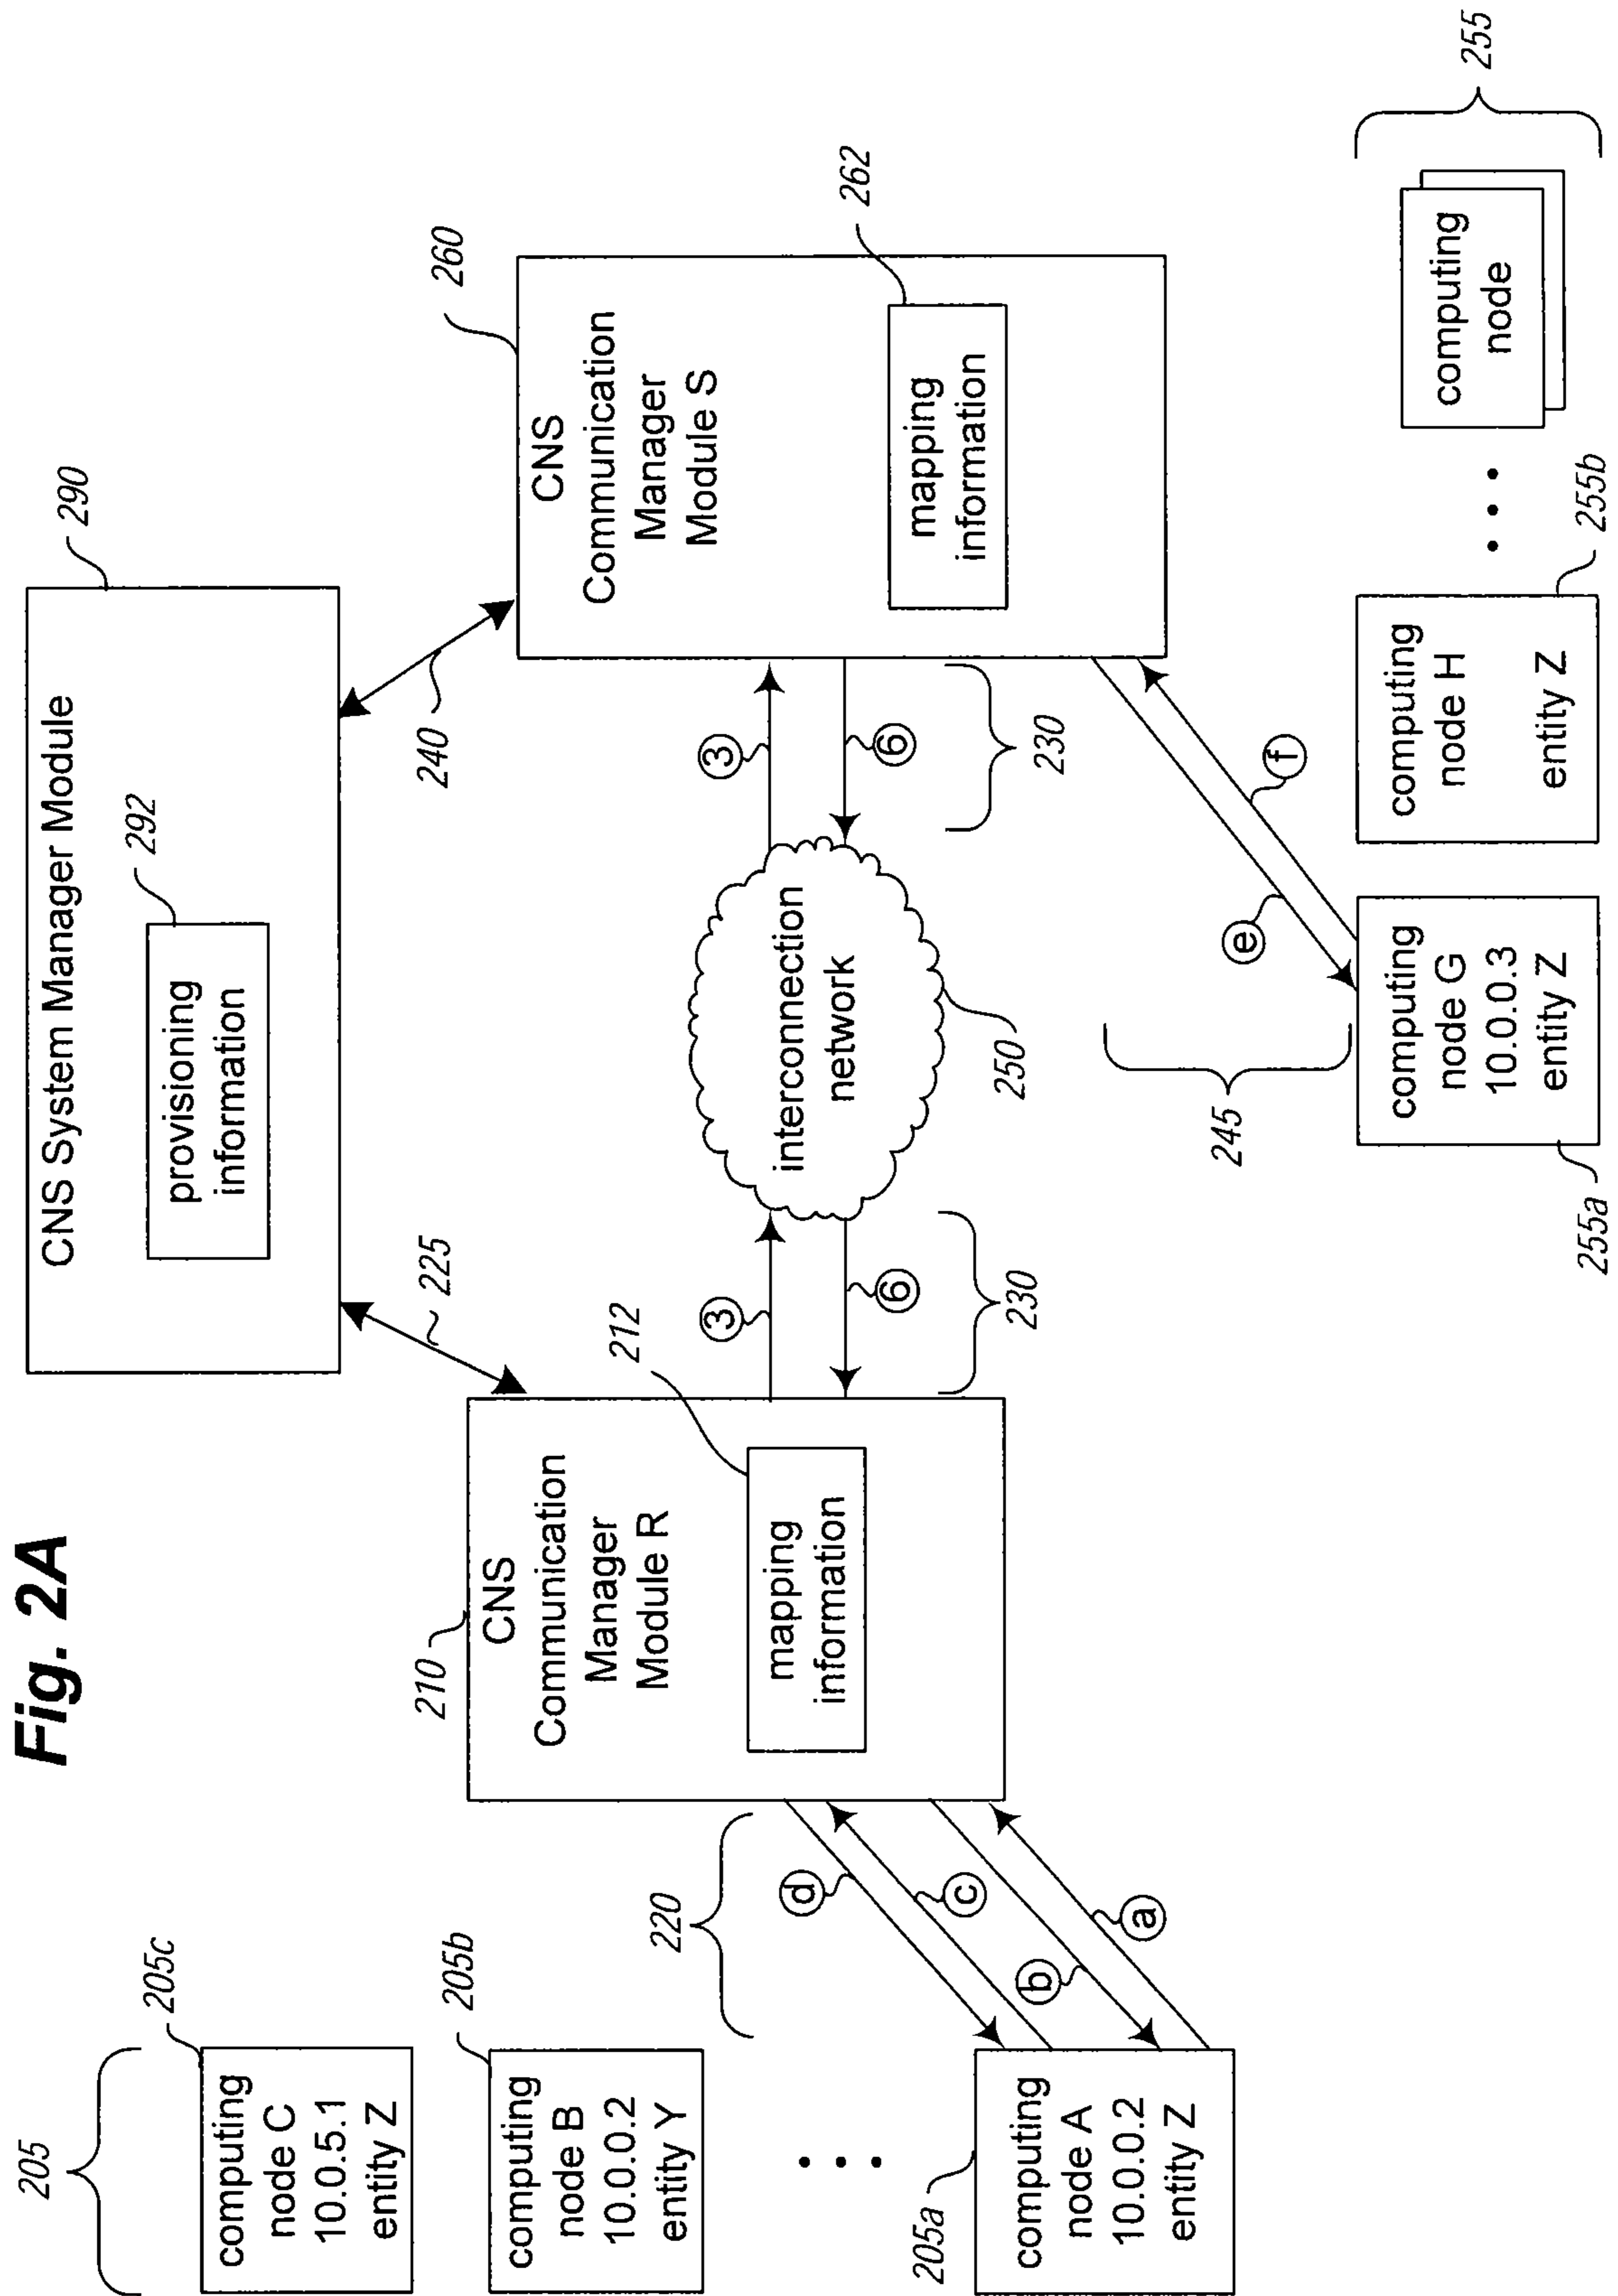 Fig. 2A
205
205c
computing
node C
10.0.5.1
entity Z
205b
computing
node B
10.0.0.2
entity Y
205a
computing
node A
10.0.0.2
entity Z
220
d
c
b
a
210
CNS
Communication
Manager
Module R
212
mapping
information
225
CNS System Manager Module
290
292
provisioning
information
240
3
6
230
interconnection
network
250
3
6
230
260
CNS
Communication
Manager
Module S
262
mapping
information
245
e
f
255a
computing
node G
10.0.0.3
entity Z
255b
computing
node H
entity Z
computing
node
255